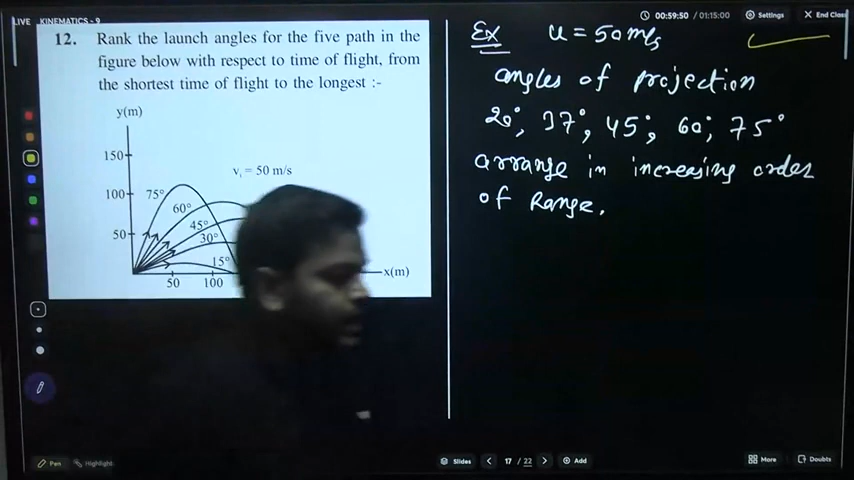 LIVE KINEMATICS - 9
00:59:50 / 01:15:00
Settings
End Class
12. Rank the launch angles for the five path in the
figure below with respect to time of flight, from
the shortest time of flight to the longest :-
y(m)
150
100
50
vᵢ = 50 m/s
75°
60°
45°
30°
15°
50 100
x(m)
Ex u = 50 m/s
angles of projection
20°, 37°, 45°, 60°, 75°
arrange in increasing order
of Range.
Pen
Highlight
Slides
17 / 22
Add
More
Doubts